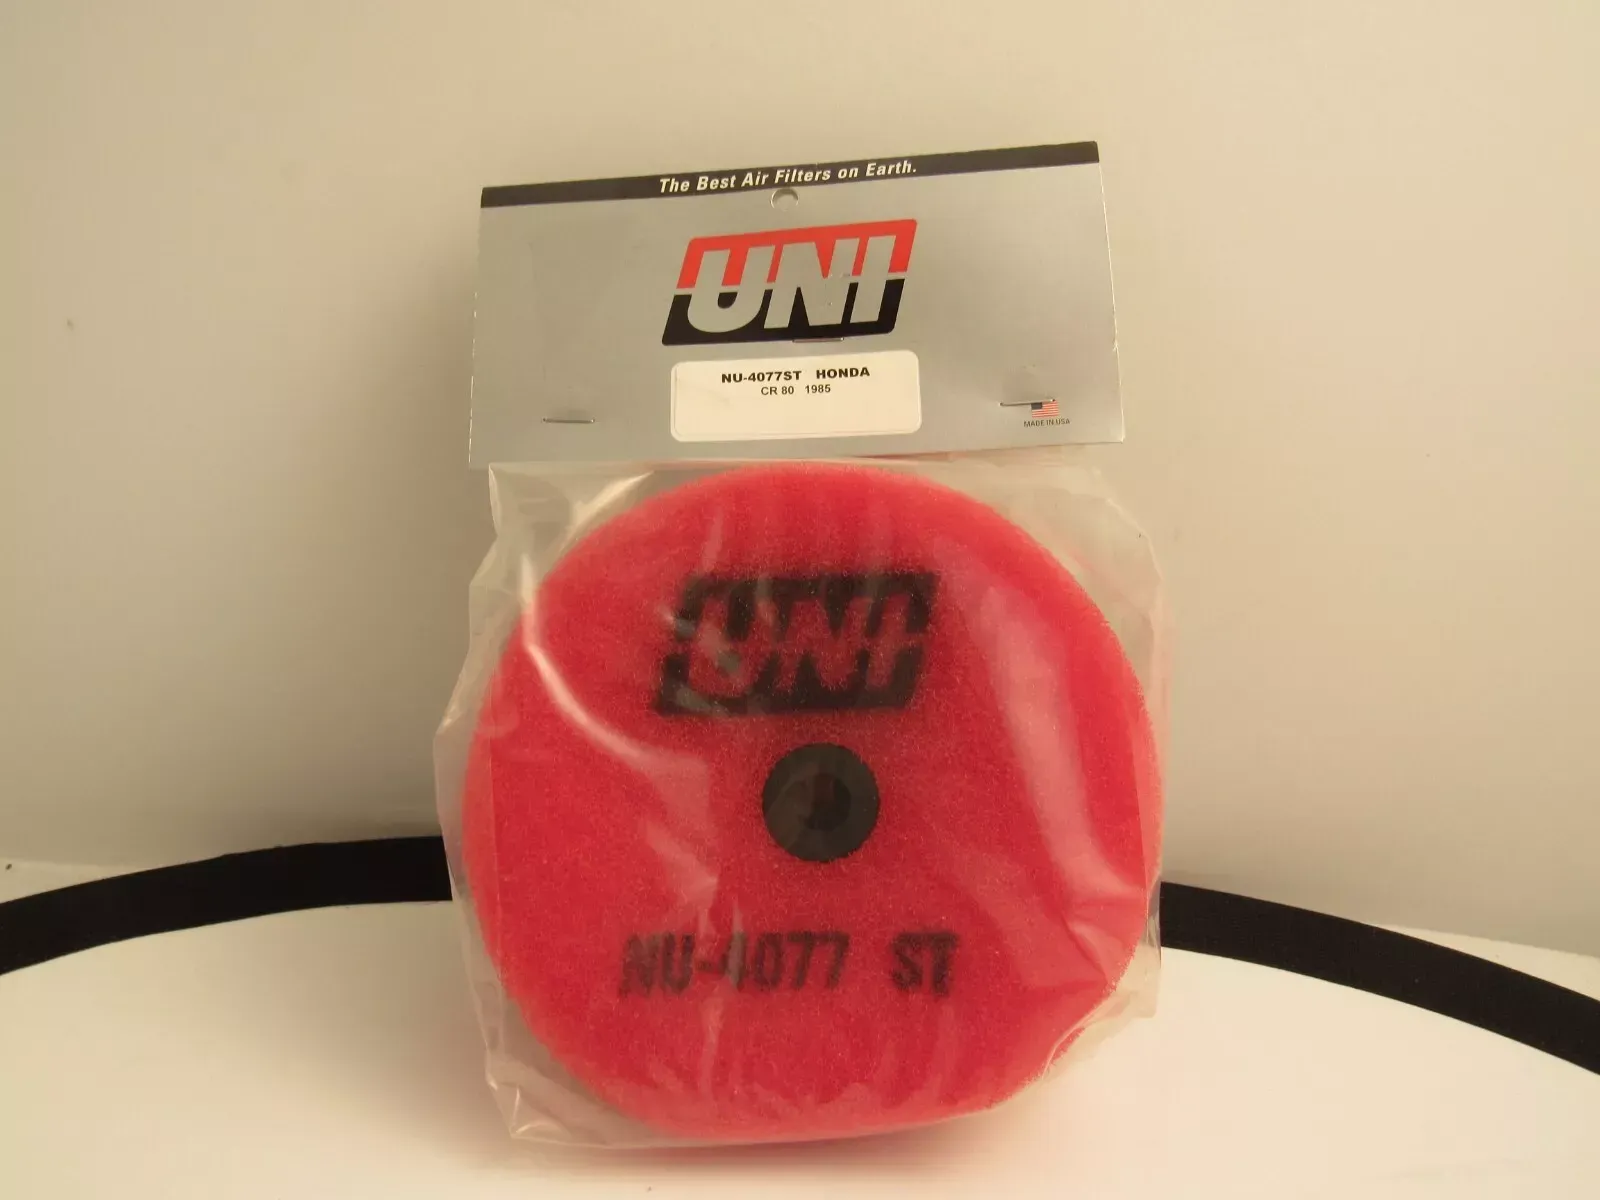 The Best Air Filters on Earth.
UNI
NU-4077ST HONDA
CR 80 1985
MADE IN USA
UNI
NU-4077 ST